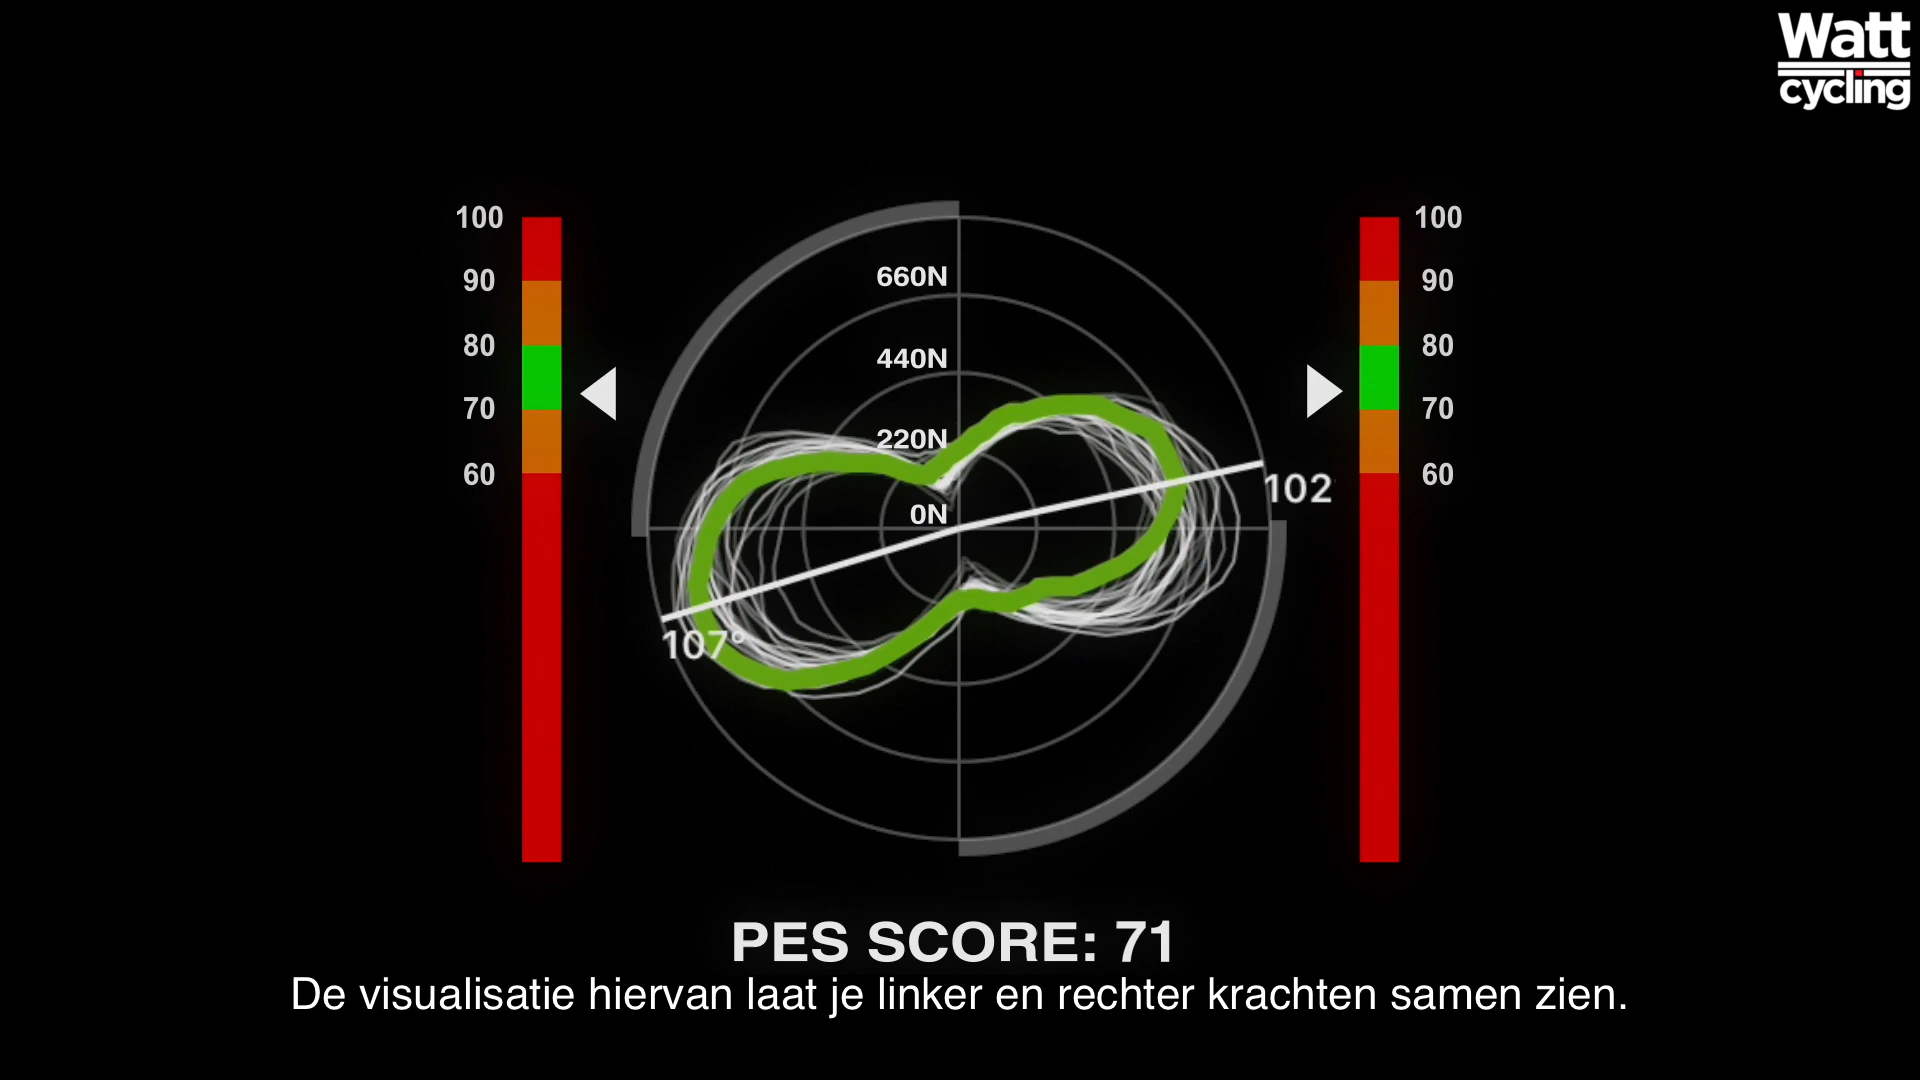 Watt
cycling
100
90
80
70
60
660N
440N
220N
0N
107°
102
100
90
80
70
60
PES SCORE: 71
De visualisatie hiervan laat je linker en rechter krachten samen zien.